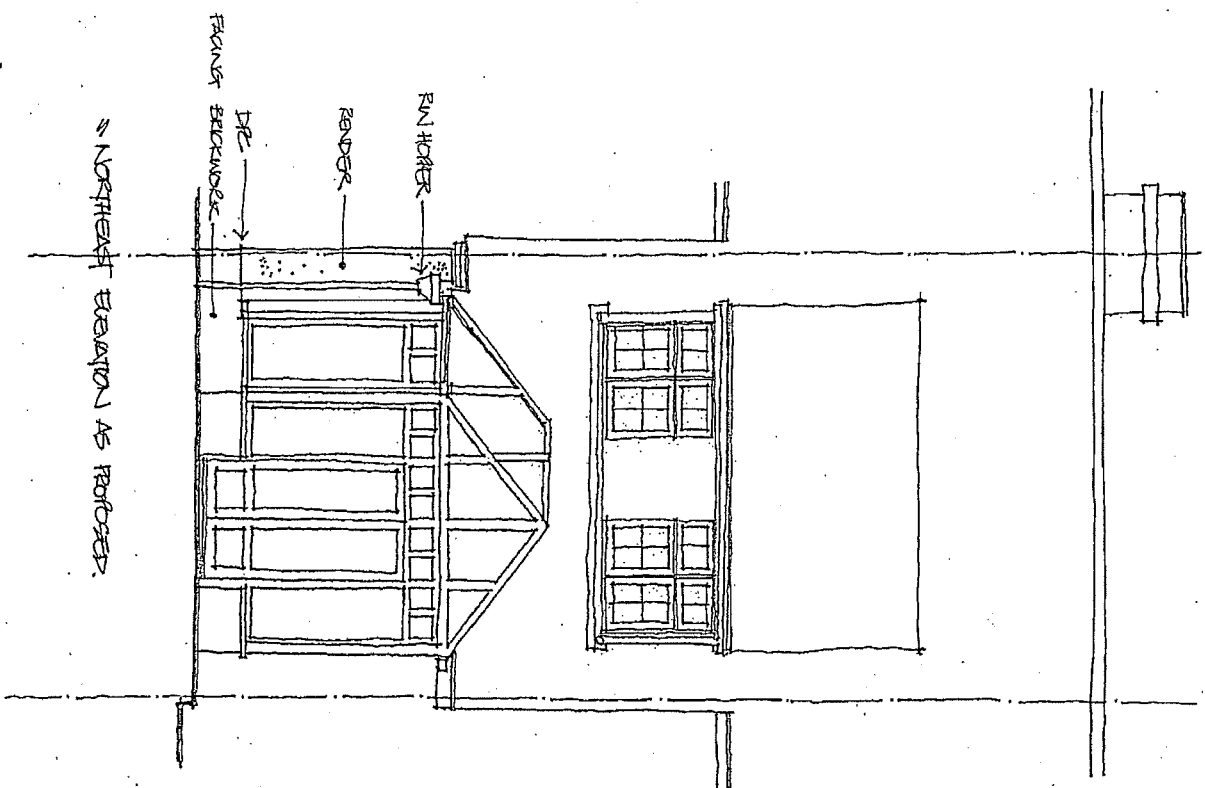 RW HOPPER
RENDER
DPC
FACING BRICKWORK
" NORTHEAST ELEVATION AS PROPOSED.